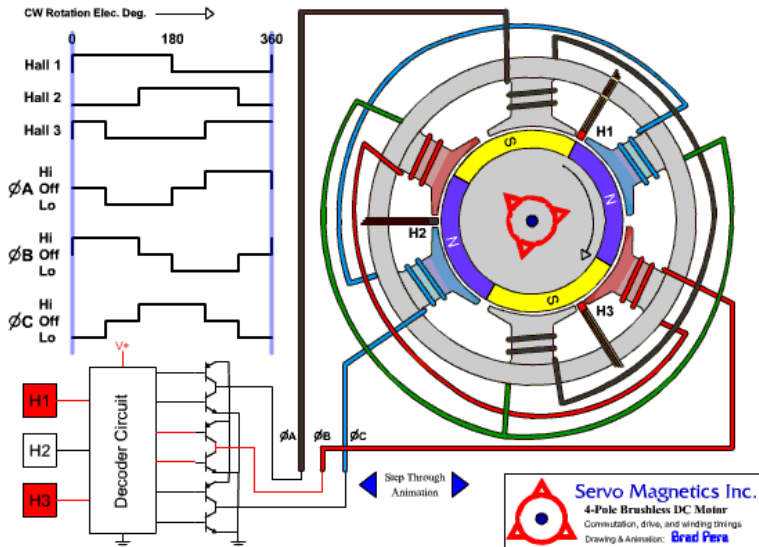 CW Rotation Elec. Deg.
0 180 360
Hall 1
Hall 2
Hall 3
Hi
ØA Off
Lo
Hi
ØB Off
Lo
Hi
ØC Off
Lo
V+
H1
H2
H3
Decoder Circuit
ØA ØB ØC
S
N
N
S
H1
H2
H3
Step Through
Animation
Servo Magnetics Inc.
4-Pole Brushless DC Motor
Commutation, drive, and winding timings
Drawing & Animation: Brad Pera